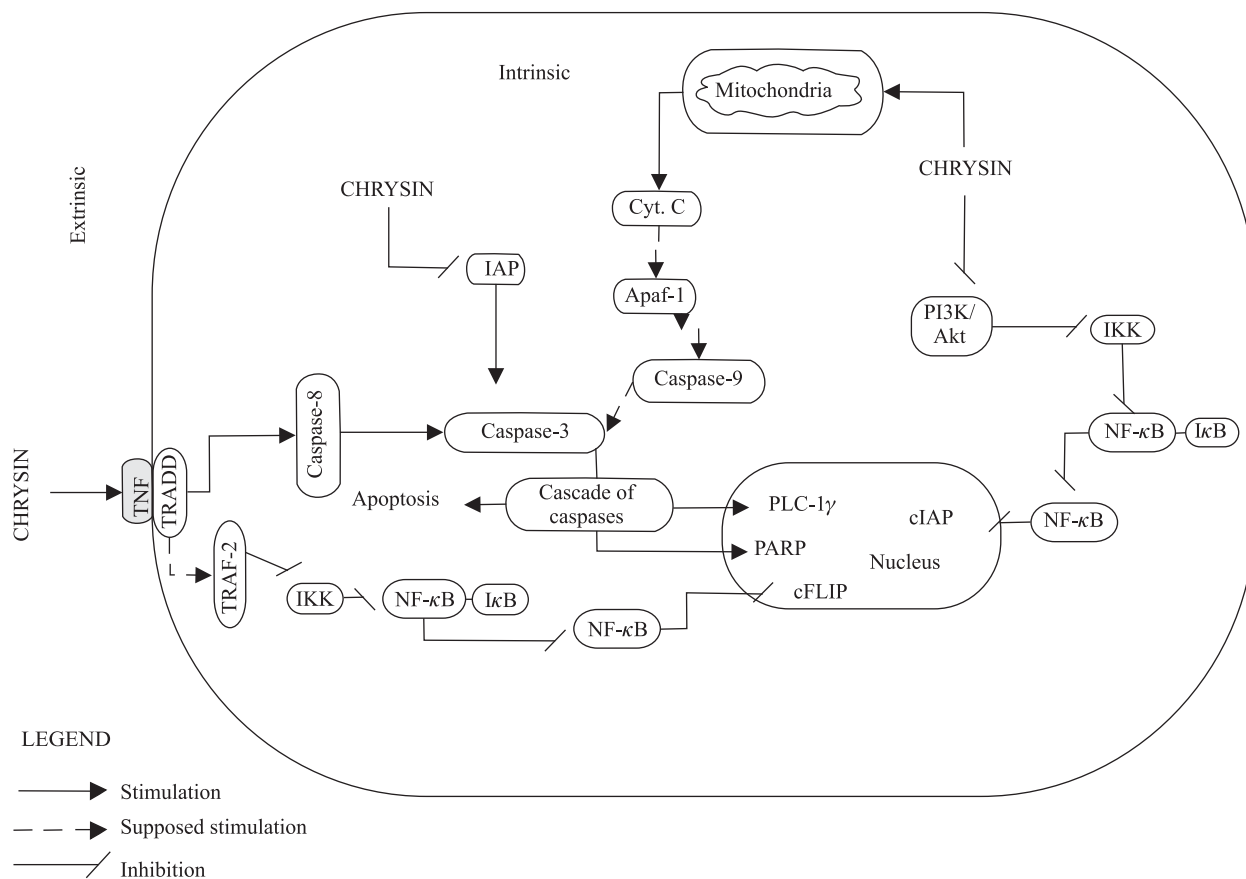 Intrinsic
Mitochondria
Extrinsic
CHRYSIN
CHRYSIN
Cyt. C
IAP
Apaf-1
PI3K/
Akt
IKK
Caspase-9
Caspase-8
Caspase-3
NF-κB
IκB
CHRYSIN
TNF
TRADD
Apoptosis
Cascade of
caspases
PLC-1γ
cIAP
NF-κB
PARP
Nucleus
TRAF-2
cFLIP
IKK
NF-κB
IκB
NF-κB
LEGEND
Stimulation
Supposed stimulation
Inhibition